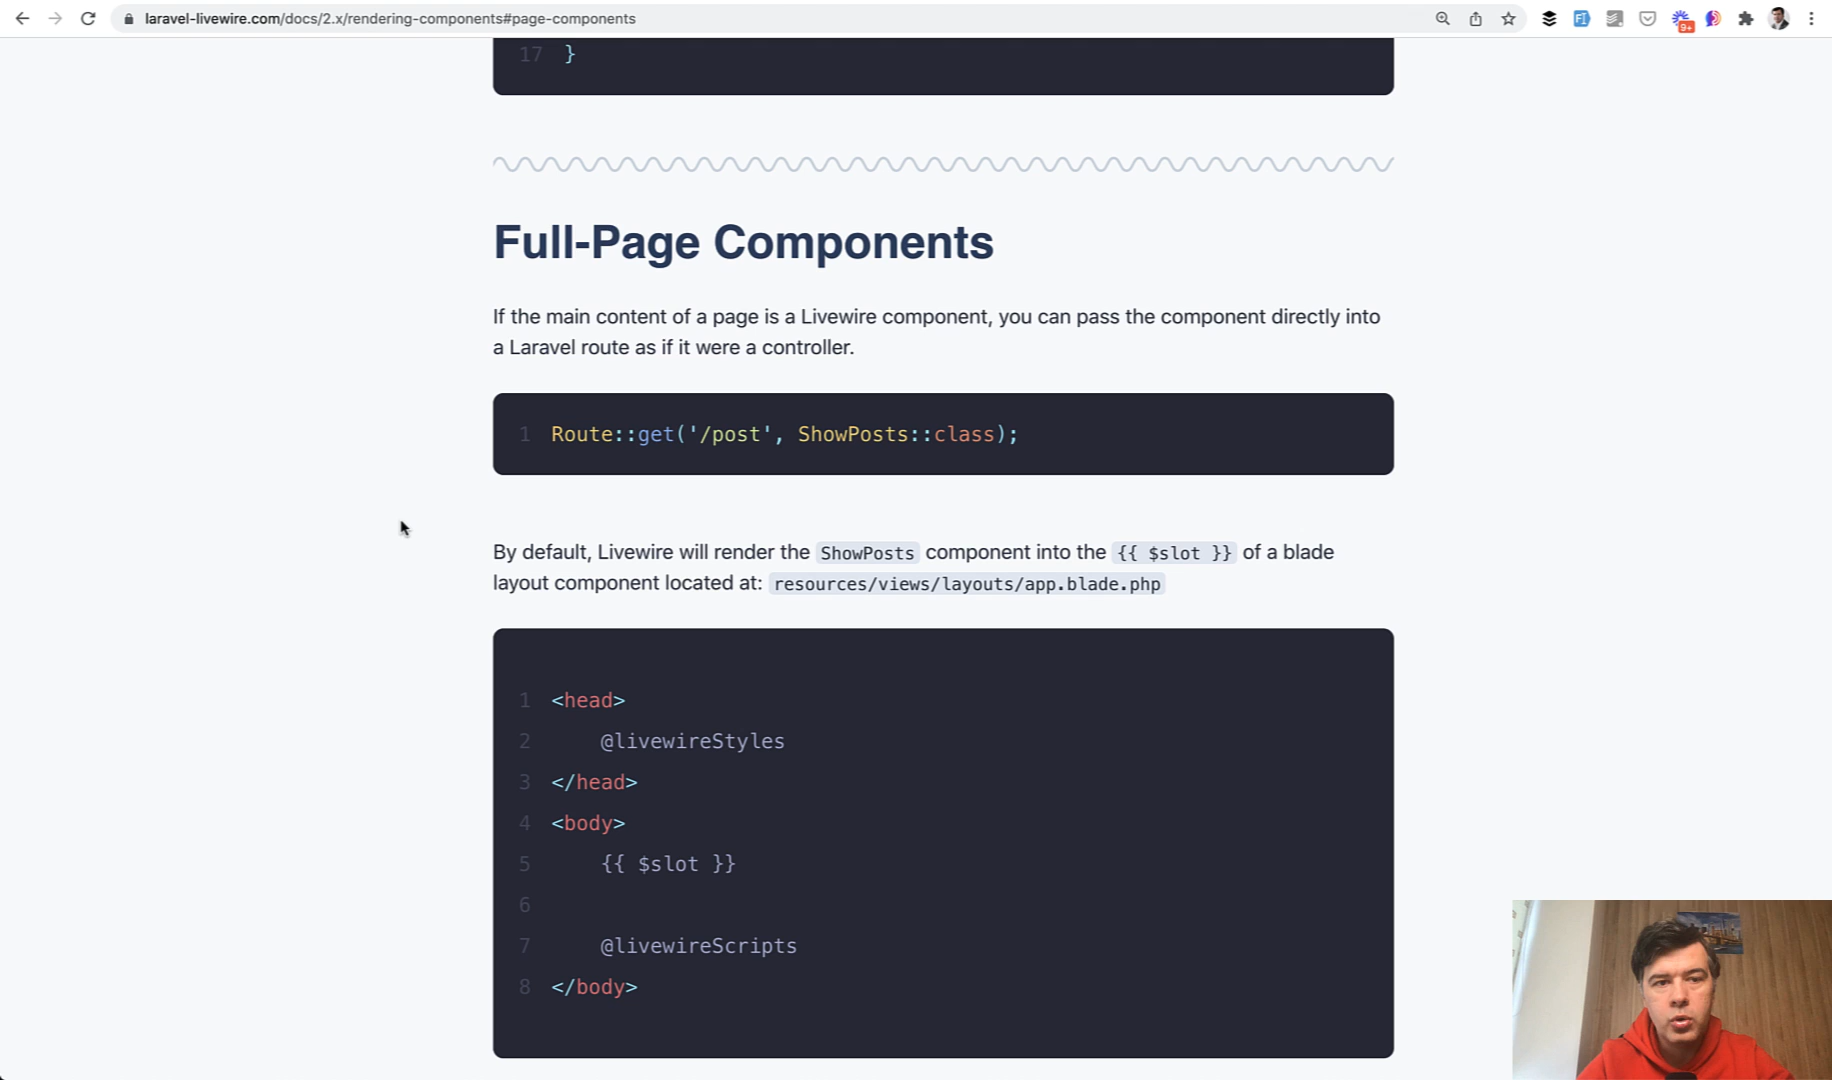 laravel-livewire.com/docs/2.x/rendering-components#page-components
9+
17 }
Full-Page Components
If the main content of a page is a Livewire component, you can pass the component directly into
a Laravel route as if it were a controller.
1 Route::get('/post', ShowPosts::class);
By default, Livewire will render the ShowPosts component into the {{ $slot }} of a blade
layout component located at: resources/views/layouts/app.blade.php
1 <head>
2 @livewireStyles
3 </head>
4 <body>
5 {{ $slot }}
6
7 @livewireScripts
8 </body>